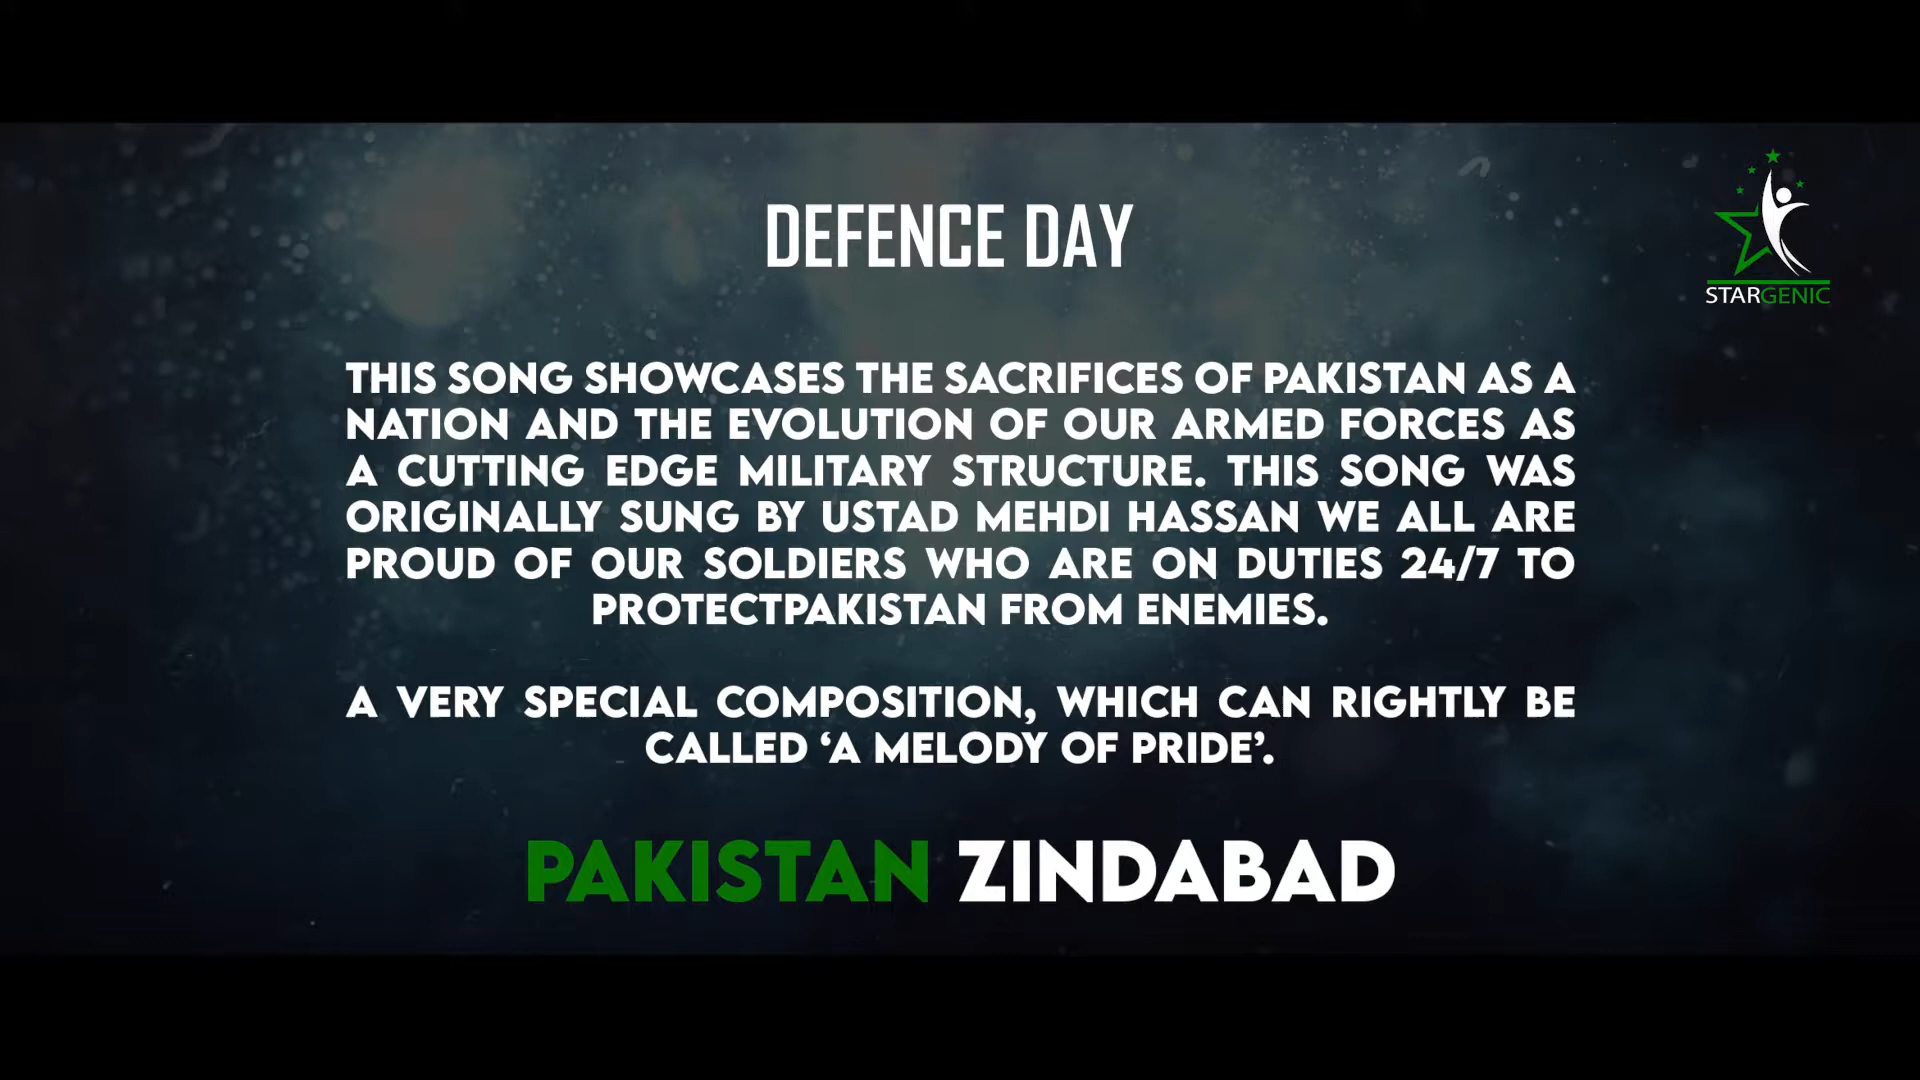 DEFENCE DAY
STARGENIC
THIS SONG SHOWCASES THE SACRIFICES OF PAKISTAN AS A
NATION AND THE EVOLUTION OF OUR ARMED FORCES AS
A CUTTING EDGE MILITARY STRUCTURE. THIS SONG WAS
ORIGINALLY SUNG BY USTAD MEHDI HASSAN WE ALL ARE
PROUD OF OUR SOLDIERS WHO ARE ON DUTIES 24/7 TO
PROTECTPAKISTAN FROM ENEMIES.
A VERY SPECIAL COMPOSITION, WHICH CAN RIGHTLY BE
CALLED ‘A MELODY OF PRIDE’.
PAKISTAN ZINDABAD